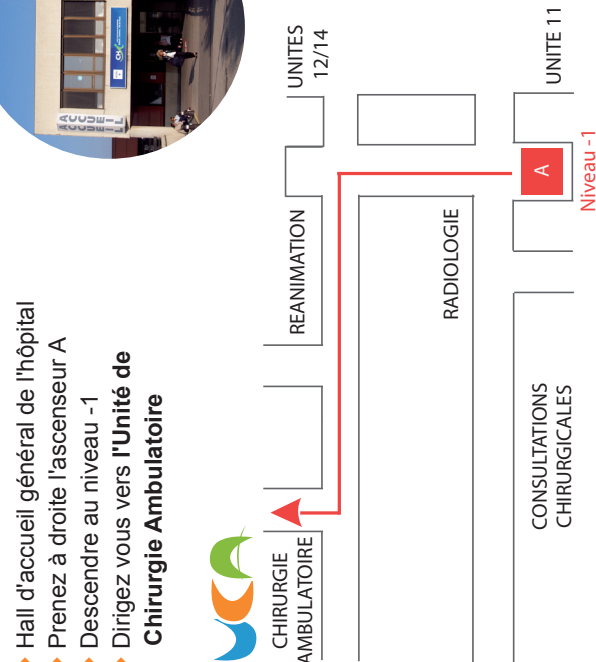 Hall d'accueil général de l'hôpital
Prenez à droite l'ascenseur A
Descendre au niveau -1
Dirigez vous vers l'Unité de
Chirurgie Ambulatoire
ACCUEIL
ACCUEIL
UNITES
12/14
REANIMATION
CHIRURGIE
AMBULATOIRE
RADIOLOGIE
UNITE 11
A
Niveau -1
CONSULTATIONS
CHIRURGICALES